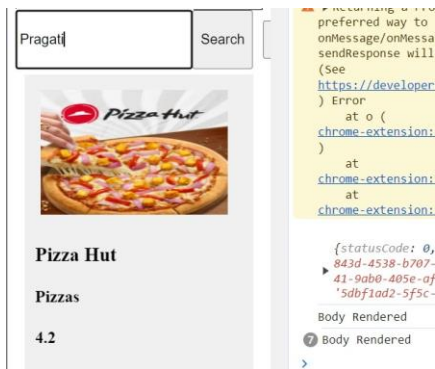 Pragati
Search
Pizza Hut
Pizza Hut
Pizzas
4.2
preferred way to
onMessage/onMessa
sendResponse will
(See
https://developer
) Error
at o (
chrome-extension:
)
at
chrome-extension:
at
chrome-extension:
{statusCode: 0,
843d-4538-b707-
41-9ab0-405e-af
'5dbf1ad2-5f5c-
Body Rendered
7 Body Rendered